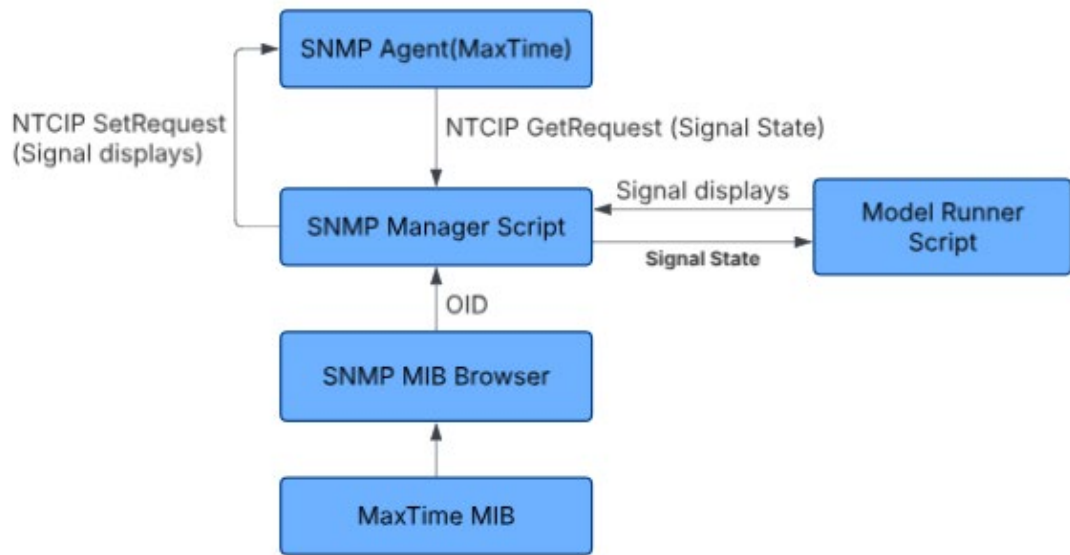 SNMP Agent(MaxTime)
NTCIP SetRequest
(Signal displays)
NTCIP GetRequest (Signal State)
Signal displays
SNMP Manager Script
Model Runner
Script
Signal State
OID
SNMP MIB Browser
MaxTime MIB